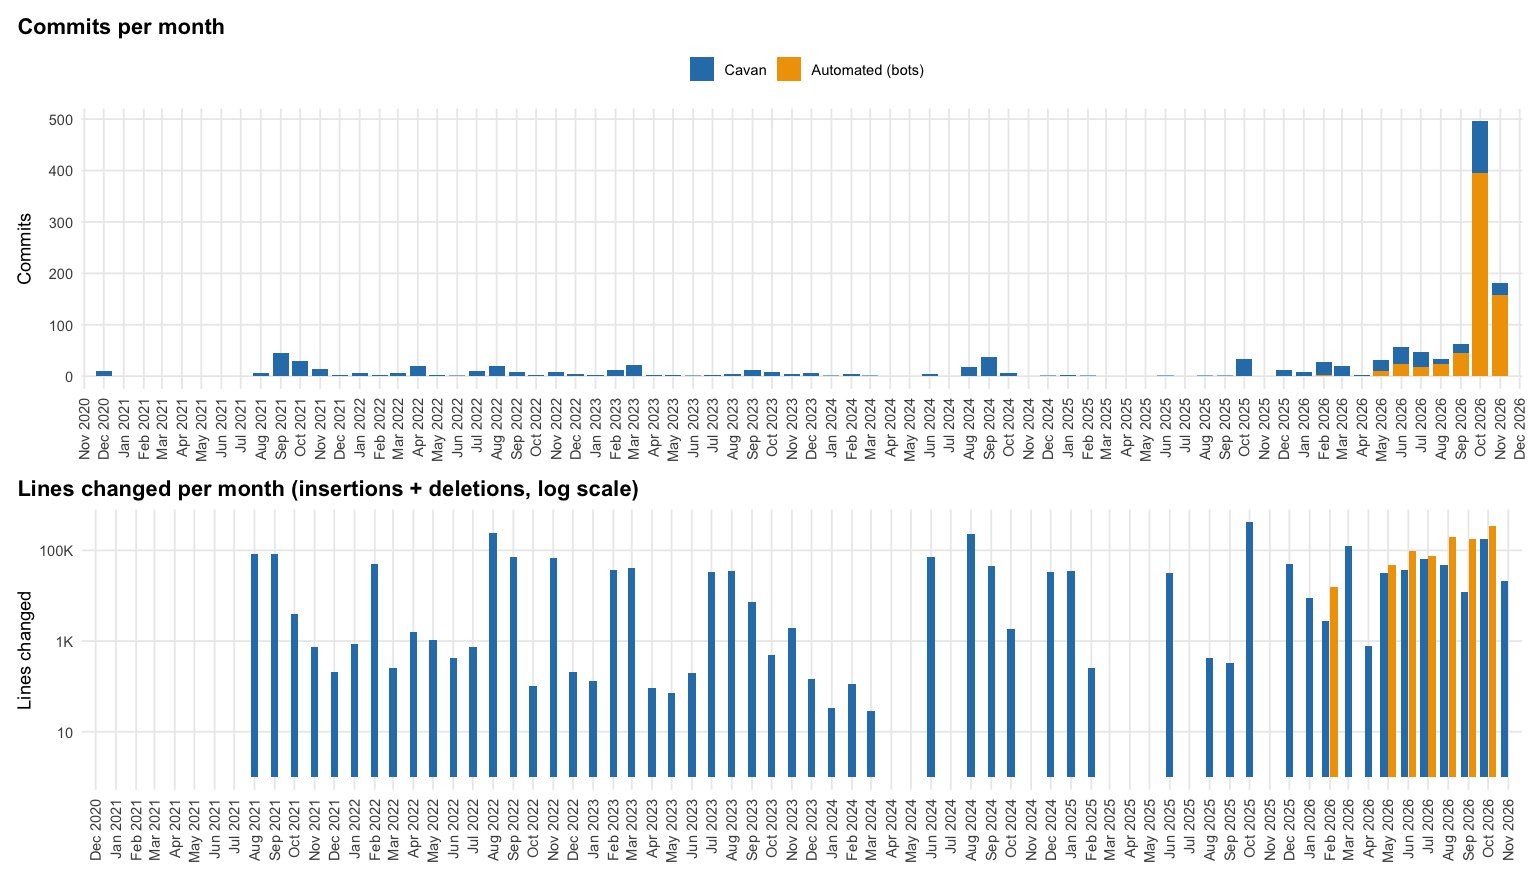 Commits per month
Cavan
Automated (bots)
Commits
500
400
300
200
100
0
Nov 2020
Dec 2020
Jan 2021
Feb 2021
Mar 2021
Apr 2021
May 2021
Jun 2021
Jul 2021
Aug 2021
Sep 2021
Oct 2021
Nov 2021
Dec 2021
Jan 2022
Feb 2022
Mar 2022
Apr 2022
May 2022
Jun 2022
Jul 2022
Aug 2022
Sep 2022
Oct 2022
Nov 2022
Dec 2022
Jan 2023
Feb 2023
Mar 2023
Apr 2023
May 2023
Jun 2023
Jul 2023
Aug 2023
Sep 2023
Oct 2023
Nov 2023
Dec 2023
Jan 2024
Feb 2024
Mar 2024
Apr 2024
May 2024
Jun 2024
Jul 2024
Aug 2024
Sep 2024
Oct 2024
Nov 2024
Dec 2024
Jan 2025
Feb 2025
Mar 2025
Apr 2025
May 2025
Jun 2025
Jul 2025
Aug 2025
Sep 2025
Oct 2025
Nov 2025
Dec 2025
Jan 2026
Feb 2026
Mar 2026
Apr 2026
May 2026
Jun 2026
Jul 2026
Aug 2026
Sep 2026
Oct 2026
Nov 2026
Dec 2026
Lines changed per month (insertions + deletions, log scale)
Lines changed
100K
1K
10
Dec 2020
Jan 2021
Feb 2021
Mar 2021
Apr 2021
May 2021
Jun 2021
Jul 2021
Aug 2021
Sep 2021
Oct 2021
Nov 2021
Dec 2021
Jan 2022
Feb 2022
Mar 2022
Apr 2022
May 2022
Jun 2022
Jul 2022
Aug 2022
Sep 2022
Oct 2022
Nov 2022
Dec 2022
Jan 2023
Feb 2023
Mar 2023
Apr 2023
May 2023
Jun 2023
Jul 2023
Aug 2023
Sep 2023
Oct 2023
Nov 2023
Dec 2023
Jan 2024
Feb 2024
Mar 2024
Apr 2024
May 2024
Jun 2024
Jul 2024
Aug 2024
Sep 2024
Oct 2024
Nov 2024
Dec 2024
Jan 2025
Feb 2025
Mar 2025
Apr 2025
May 2025
Jun 2025
Jul 2025
Aug 2025
Sep 2025
Oct 2025
Nov 2025
Dec 2025
Jan 2026
Feb 2026
Mar 2026
Apr 2026
May 2026
Jun 2026
Jul 2026
Aug 2026
Sep 2026
Oct 2026
Nov 2026